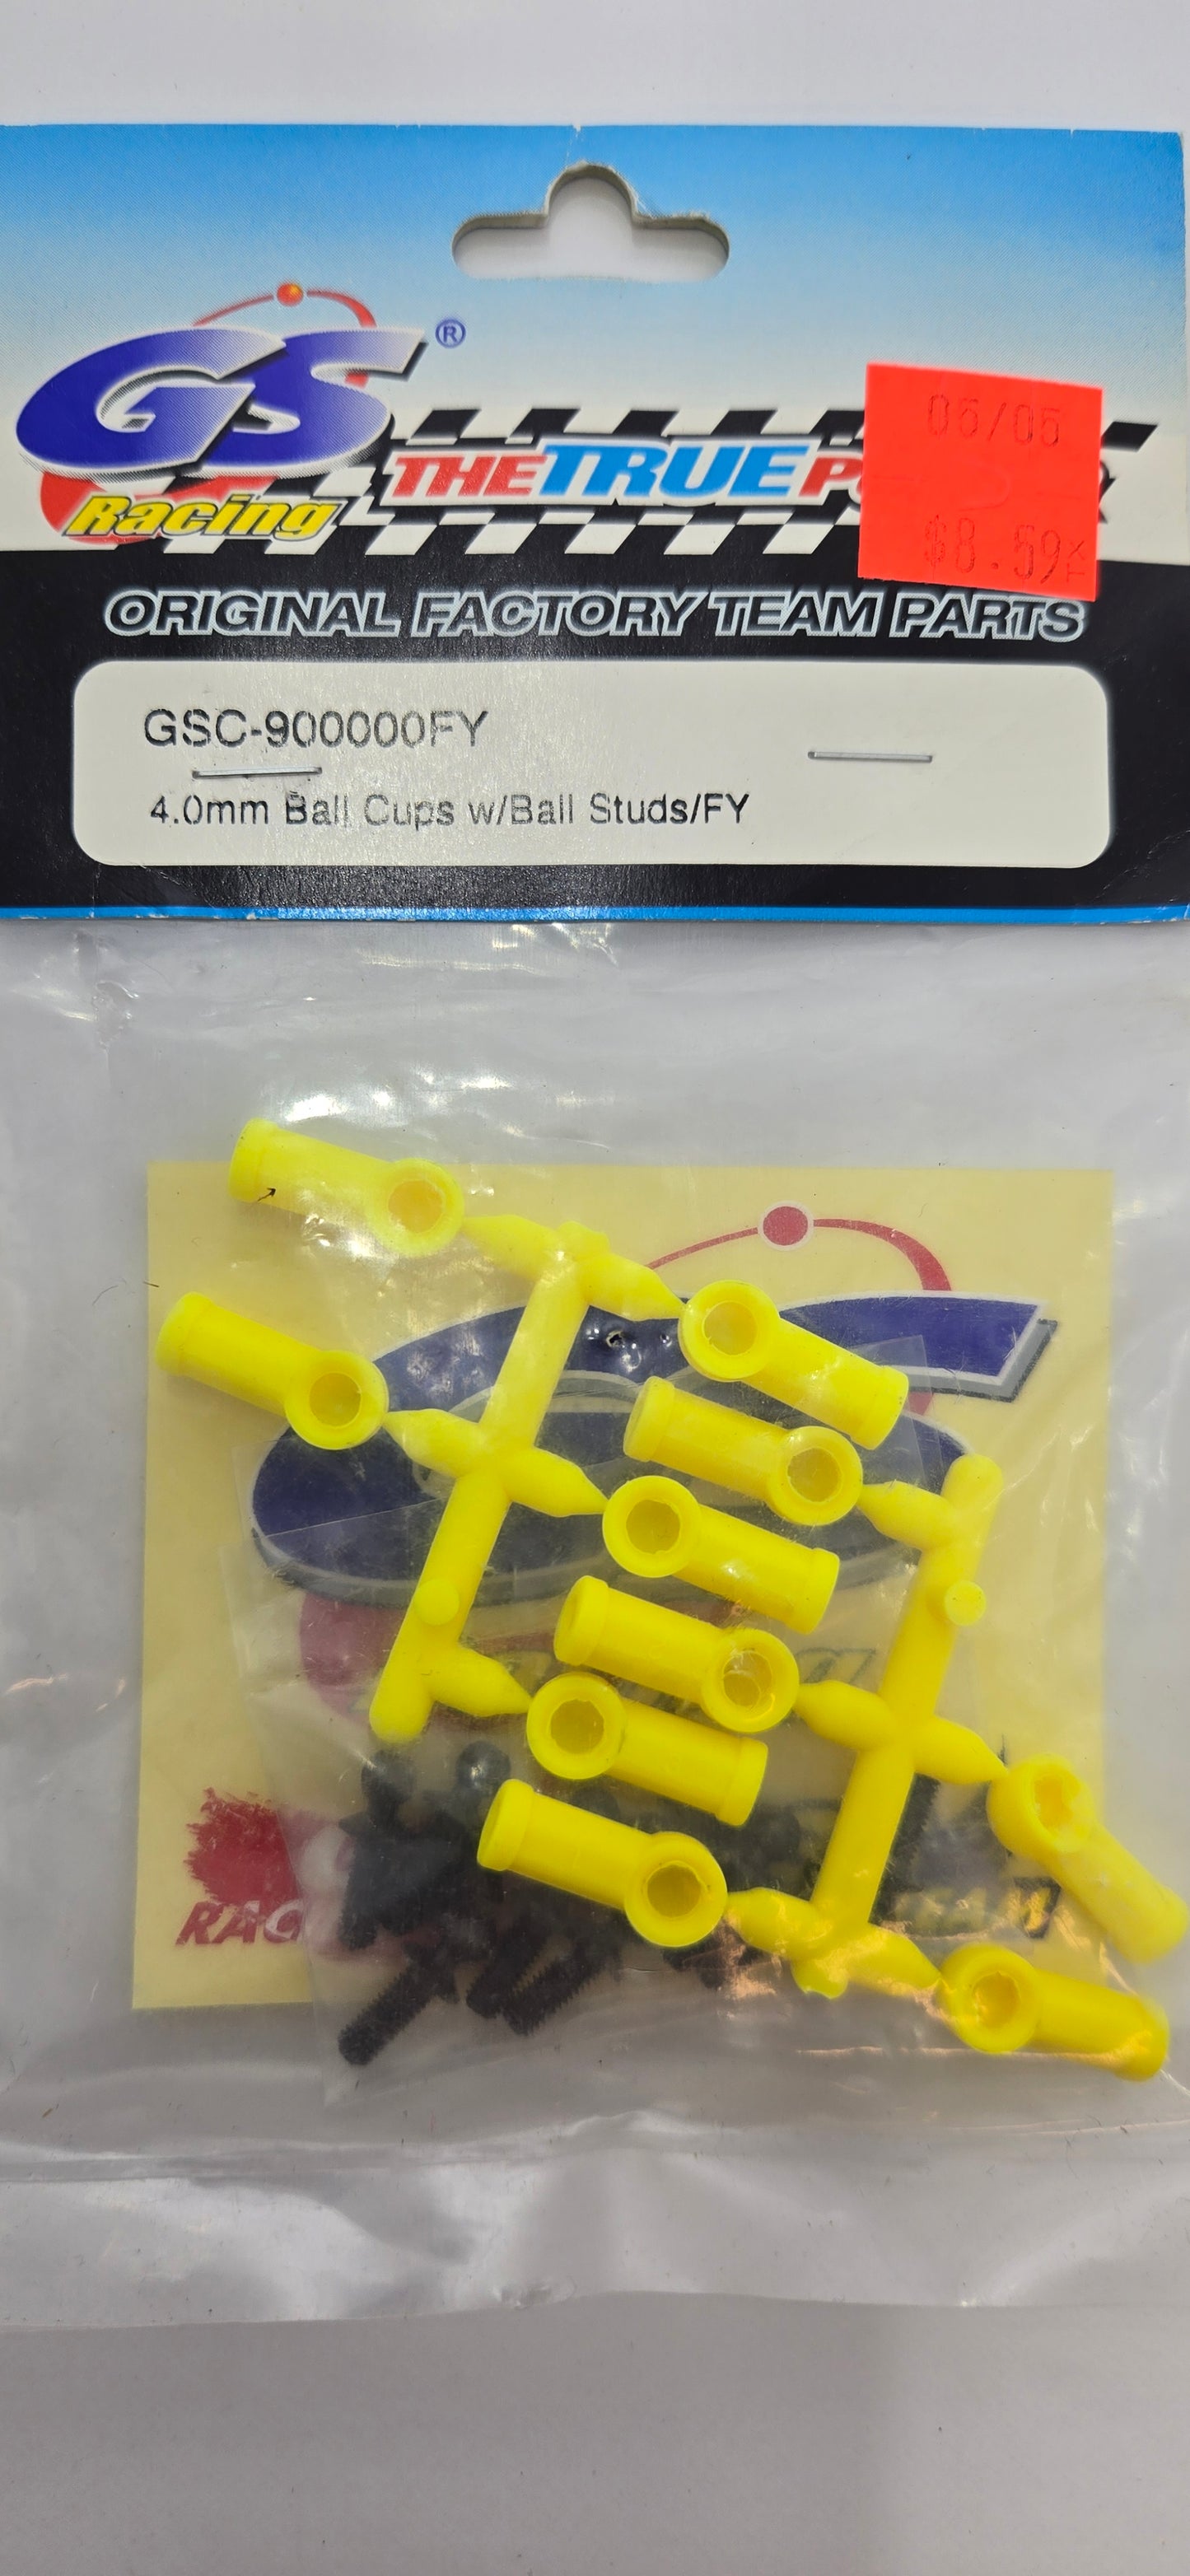 GS®
Racing
THE TRUE
06/05
$8.59
ORIGINAL FACTORY TEAM PARTS
GSC-900000FY
4.0mm Ball Cups w/Ball Studs/FY